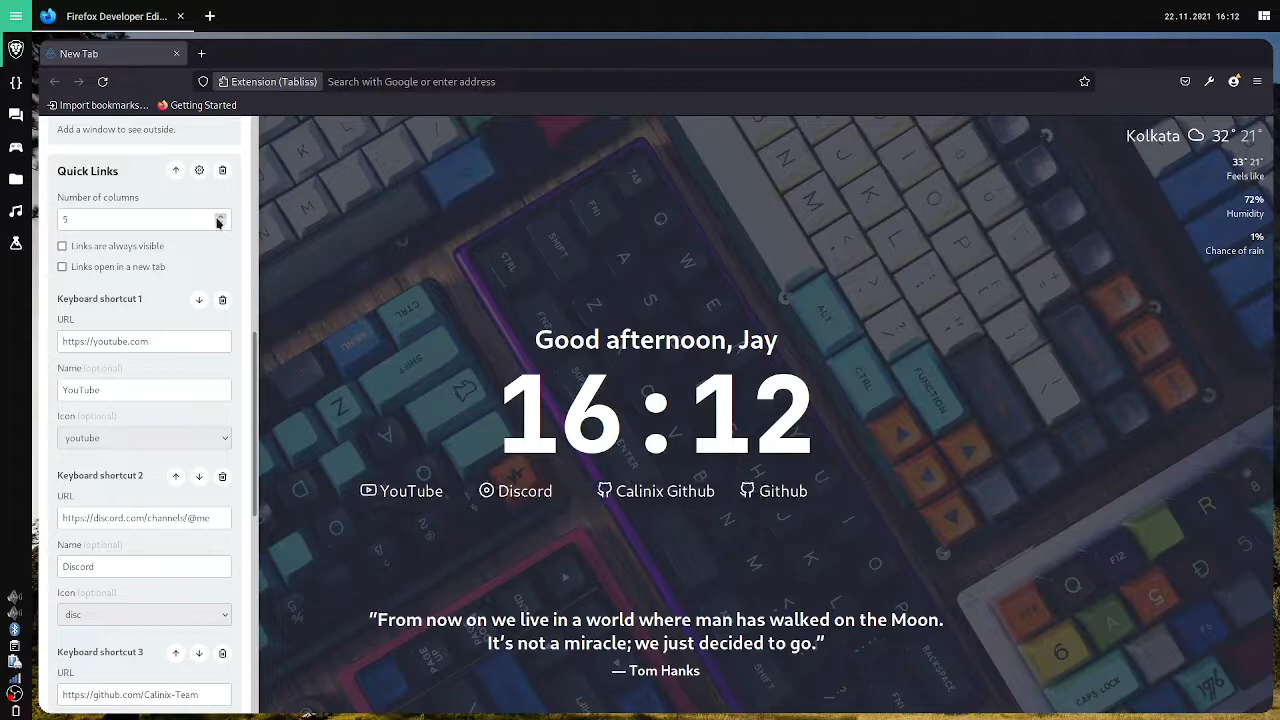 Firefox Developer Edi...
22.11.2021 16:12
New Tab
Extension (Tabliss)
Search with Google or enter address
Import bookmarks...
Getting Started
Add a window to see outside.
Quick Links
Number of columns
5
Links are always visible
Links open in a new tab
Keyboard shortcut 1
URL
https://youtube.com
Name (optional)
YouTube
Icon (optional)
youtube
Keyboard shortcut 2
URL
https://discord.com/channels/@me
Name (optional)
Discord
Icon (optional)
disc
Keyboard shortcut 3
URL
https://github.com/Calinix-Team
Kolkata 32° 21°
33° 21°
Feels like
72%
Humidity
1%
Chance of rain
Good afternoon, Jay
16:12
YouTube
Discord
Calinix Github
Github
“From now on we live in a world where man has walked on the Moon.
It’s not a miracle; we just decided to go.”
— Tom Hanks